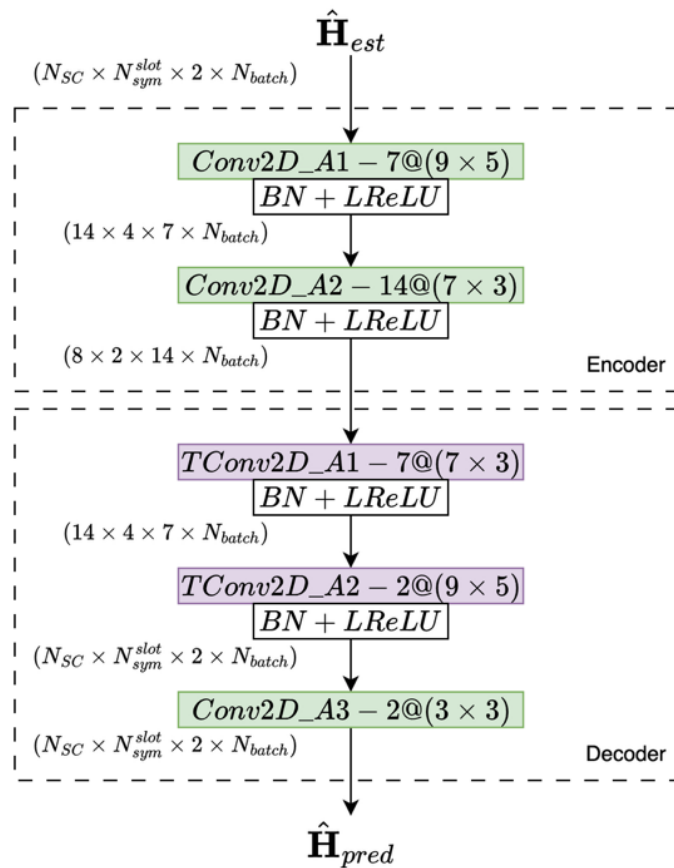 Ĥ_est
(N_SC × N_sym^slot × 2 × N_batch)
Conv2D_A1 − 7@(9 × 5)
BN + LReLU
(14 × 4 × 7 × N_batch)
Conv2D_A2 − 14@(7 × 3)
BN + LReLU
(8 × 2 × 14 × N_batch)
Encoder
TConv2D_A1 − 7@(7 × 3)
BN + LReLU
(14 × 4 × 7 × N_batch)
TConv2D_A2 − 2@(9 × 5)
BN + LReLU
(N_SC × N_sym^slot × 2 × N_batch)
Conv2D_A3 − 2@(3 × 3)
(N_SC × N_sym^slot × 2 × N_batch)
Decoder
Ĥ_pred